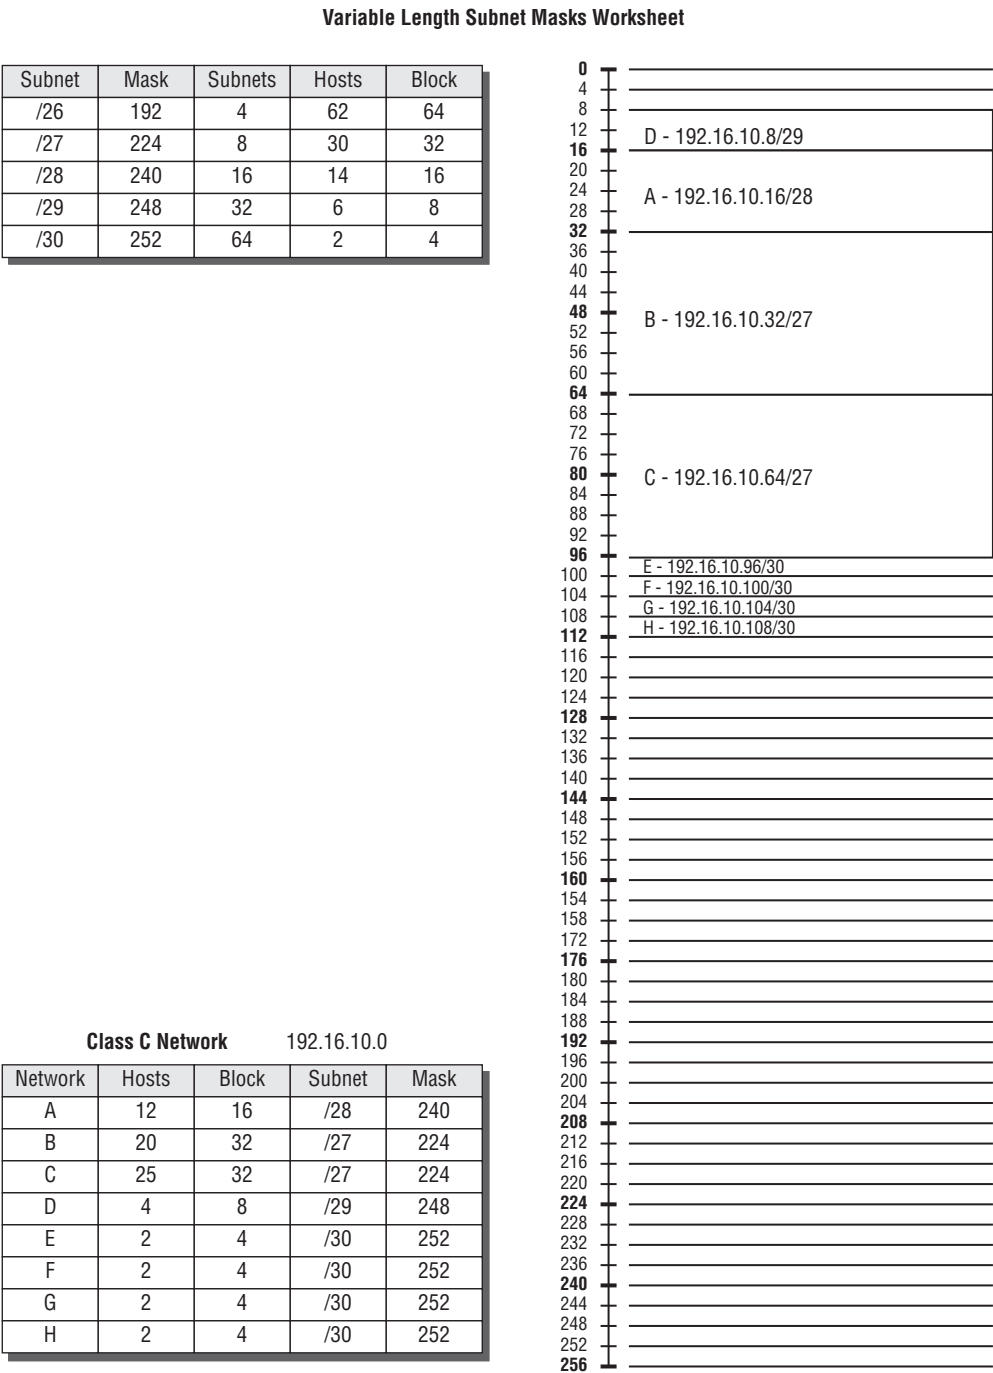 Variable Length Subnet Masks Worksheet
Subnet Mask Subnets Hosts Block
/26 192 4 62 64
/27 224 8 30 32
/28 240 16 14 16
/29 248 32 6 8
/30 252 64 2 4
Class C Network 192.16.10.0
Network Hosts Block Subnet Mask
A 12 16 /28 240
B 20 32 /27 224
C 25 32 /27 224
D 4 8 /29 248
E 2 4 /30 252
F 2 4 /30 252
G 2 4 /30 252
H 2 4 /30 252
0
4
8
12
D - 192.16.10.8/29
16
20
24
A - 192.16.10.16/28
28
32
36
40
44
48
B - 192.16.10.32/27
52
56
60
64
68
72
76
80
C - 192.16.10.64/27
84
88
92
96
E - 192.16.10.96/30
100
F - 192.16.10.100/30
104
G - 192.16.10.104/30
108
H - 192.16.10.108/30
112
116
120
124
128
132
136
140
144
148
152
156
160
154
158
172
176
180
184
188
192
196
200
204
208
212
216
220
224
228
232
236
240
244
248
252
256